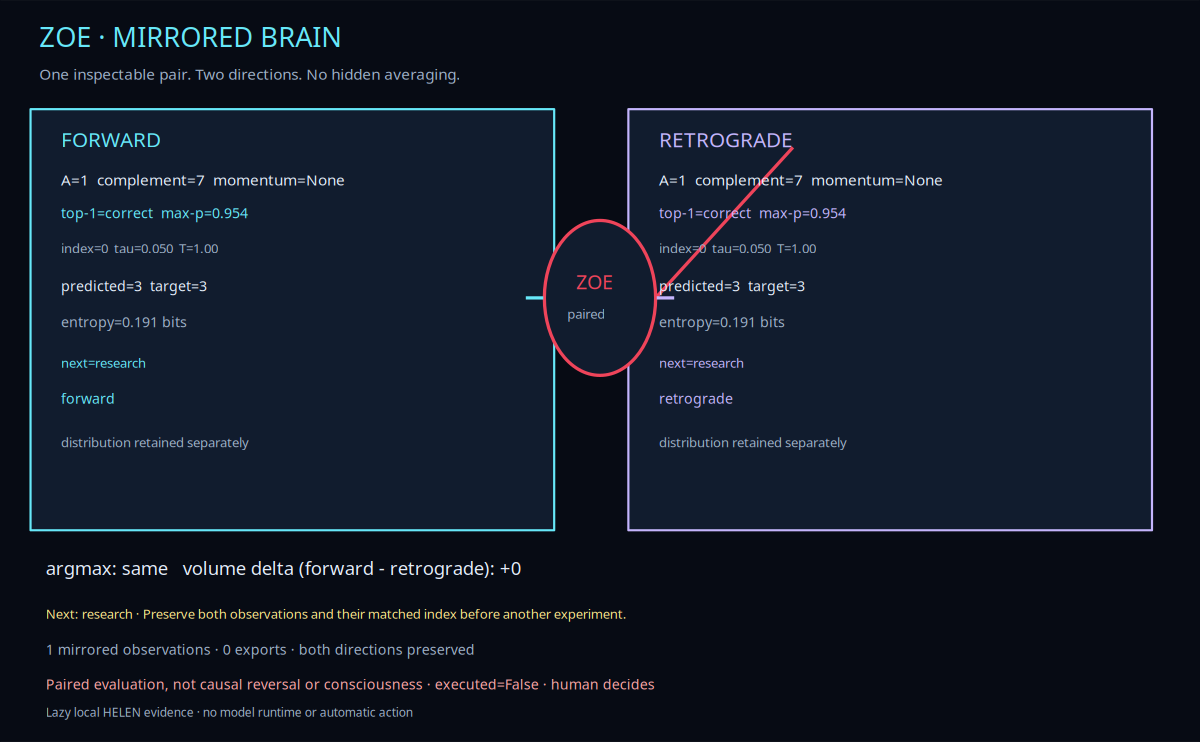 ZOE · MIRRORED BRAIN
One inspectable pair. Two directions. No hidden averaging.
FORWARD
A=1 complement=7 momentum=None
top-1=correct max-p=0.954
index=0 tau=0.050 T=1.00
predicted=3 target=3
entropy=0.191 bits
next=research
forward
distribution retained separately
ZOE
paired
RETROGRADE
A=1 complement=7 momentum=None
top-1=correct max-p=0.954
index=0 tau=0.050 T=1.00
predicted=3 target=3
entropy=0.191 bits
next=research
retrograde
distribution retained separately
argmax: same volume delta (forward - retrograde): +0
Next: research · Preserve both observations and their matched index before another experiment.
1 mirrored observations · 0 exports · both directions preserved
Paired evaluation, not causal reversal or consciousness · executed=False · human decides
Lazy local HELEN evidence · no model runtime or automatic action